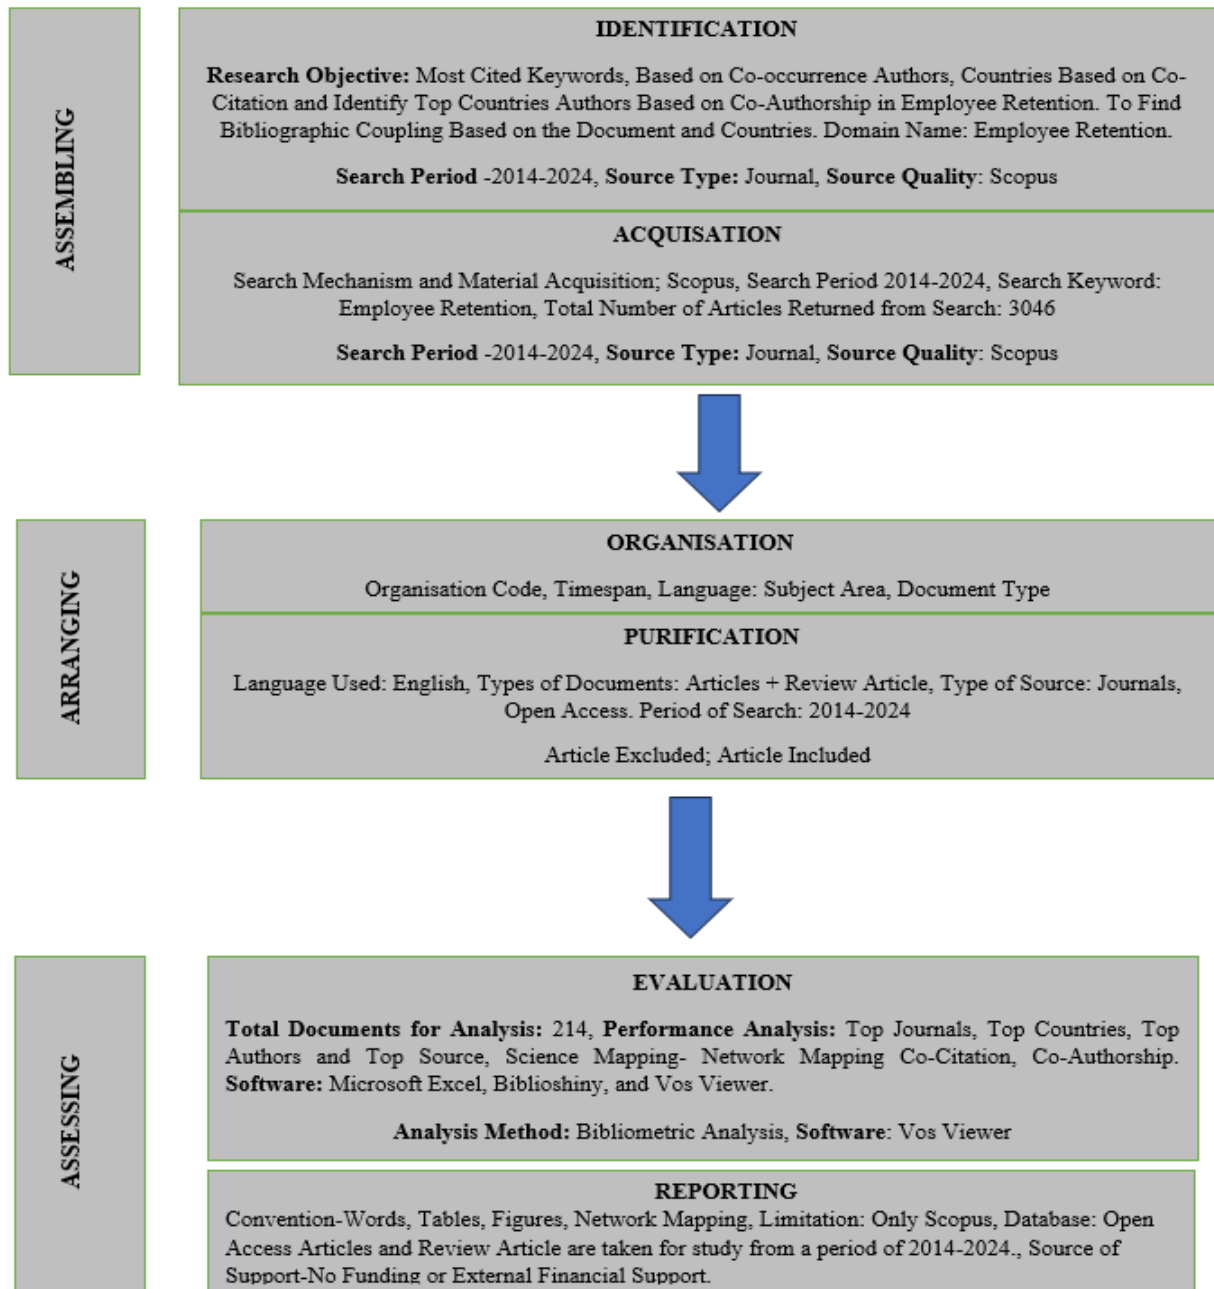 ASSEMBLING
IDENTIFICATION
Research Objective: Most Cited Keywords, Based on Co-occurrence Authors, Countries Based on Co-
Citation and Identify Top Countries Authors Based on Co-Authorship in Employee Retention. To Find
Bibliographic Coupling Based on the Document and Countries. Domain Name: Employee Retention.
Search Period -2014-2024, Source Type: Journal, Source Quality: Scopus
ACQUISATION
Search Mechanism and Material Acquisition; Scopus, Search Period 2014-2024, Search Keyword:
Employee Retention, Total Number of Articles Returned from Search: 3046
Search Period -2014-2024, Source Type: Journal, Source Quality: Scopus
ARRANGING
ORGANISATION
Organisation Code, Timespan, Language: Subject Area, Document Type
PURIFICATION
Language Used: English, Types of Documents: Articles + Review Article, Type of Source: Journals,
Open Access. Period of Search: 2014-2024
Article Excluded; Article Included
ASSESSING
EVALUATION
Total Documents for Analysis: 214, Performance Analysis: Top Journals, Top Countries, Top
Authors and Top Source, Science Mapping- Network Mapping Co-Citation, Co-Authorship.
Software: Microsoft Excel, Biblioshiny, and Vos Viewer.
Analysis Method: Bibliometric Analysis, Software: Vos Viewer
REPORTING
Convention-Words, Tables, Figures, Network Mapping, Limitation: Only Scopus, Database: Open
Access Articles and Review Article are taken for study from a period of 2014-2024., Source of
Support-No Funding or External Financial Support.